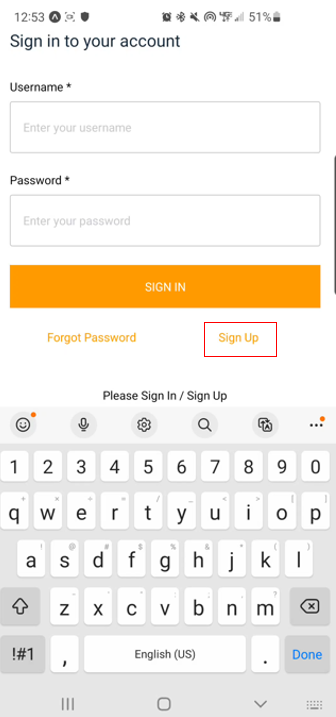 12:53 51%
Sign in to your account
Username *
Enter your username
Password *
Enter your password
SIGN IN
Forgot Password Sign Up
Please Sign In / Sign Up
1 2 3 4 5 6 7 8 9 0
q w e r t y u i o p
a s d f g h j k l
z x c v b n m
!#1 , English (US) . Done